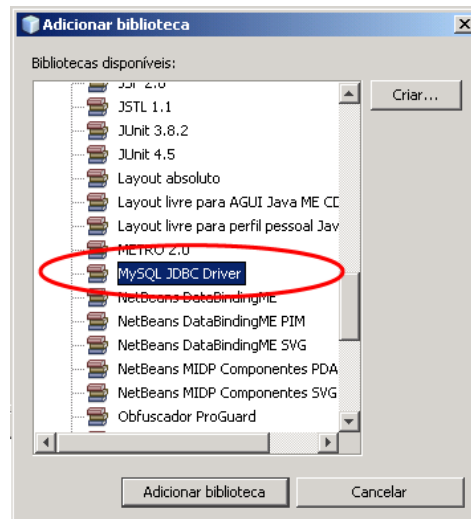 Adicionar biblioteca
Bibliotecas disponíveis:
Criar...
JSTL 1.1
JUnit 3.8.2
JUnit 4.5
Layout absoluto
Layout livre para AGUI Java ME CD
Layout livre para perfil pessoal Jav
METRO 2.0
MySQL JDBC Driver
NetBeans DataBindingME
NetBeans DataBindingME PIM
NetBeans DataBindingME SVG
NetBeans MIDP Componentes PDA
NetBeans MIDP Componentes SVG
Obfuscador ProGuard
Adicionar biblioteca
Cancelar